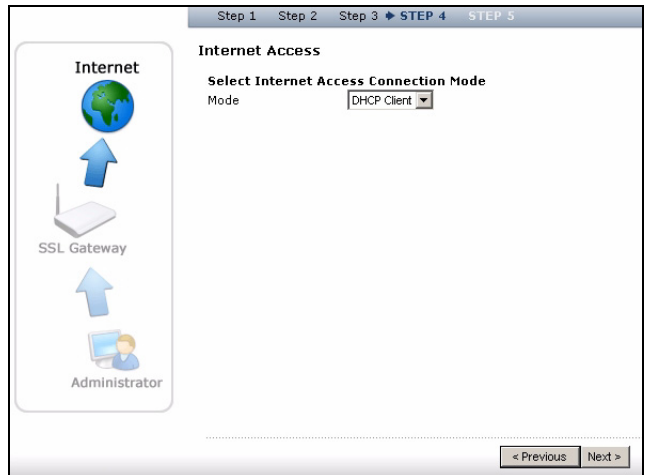 Step 1 Step 2 Step 3 STEP 4 STEP 5
Internet Access
Select Internet Access Connection Mode
Mode DHCP Client
Internet
SSL Gateway
Administrator
< Previous Next >